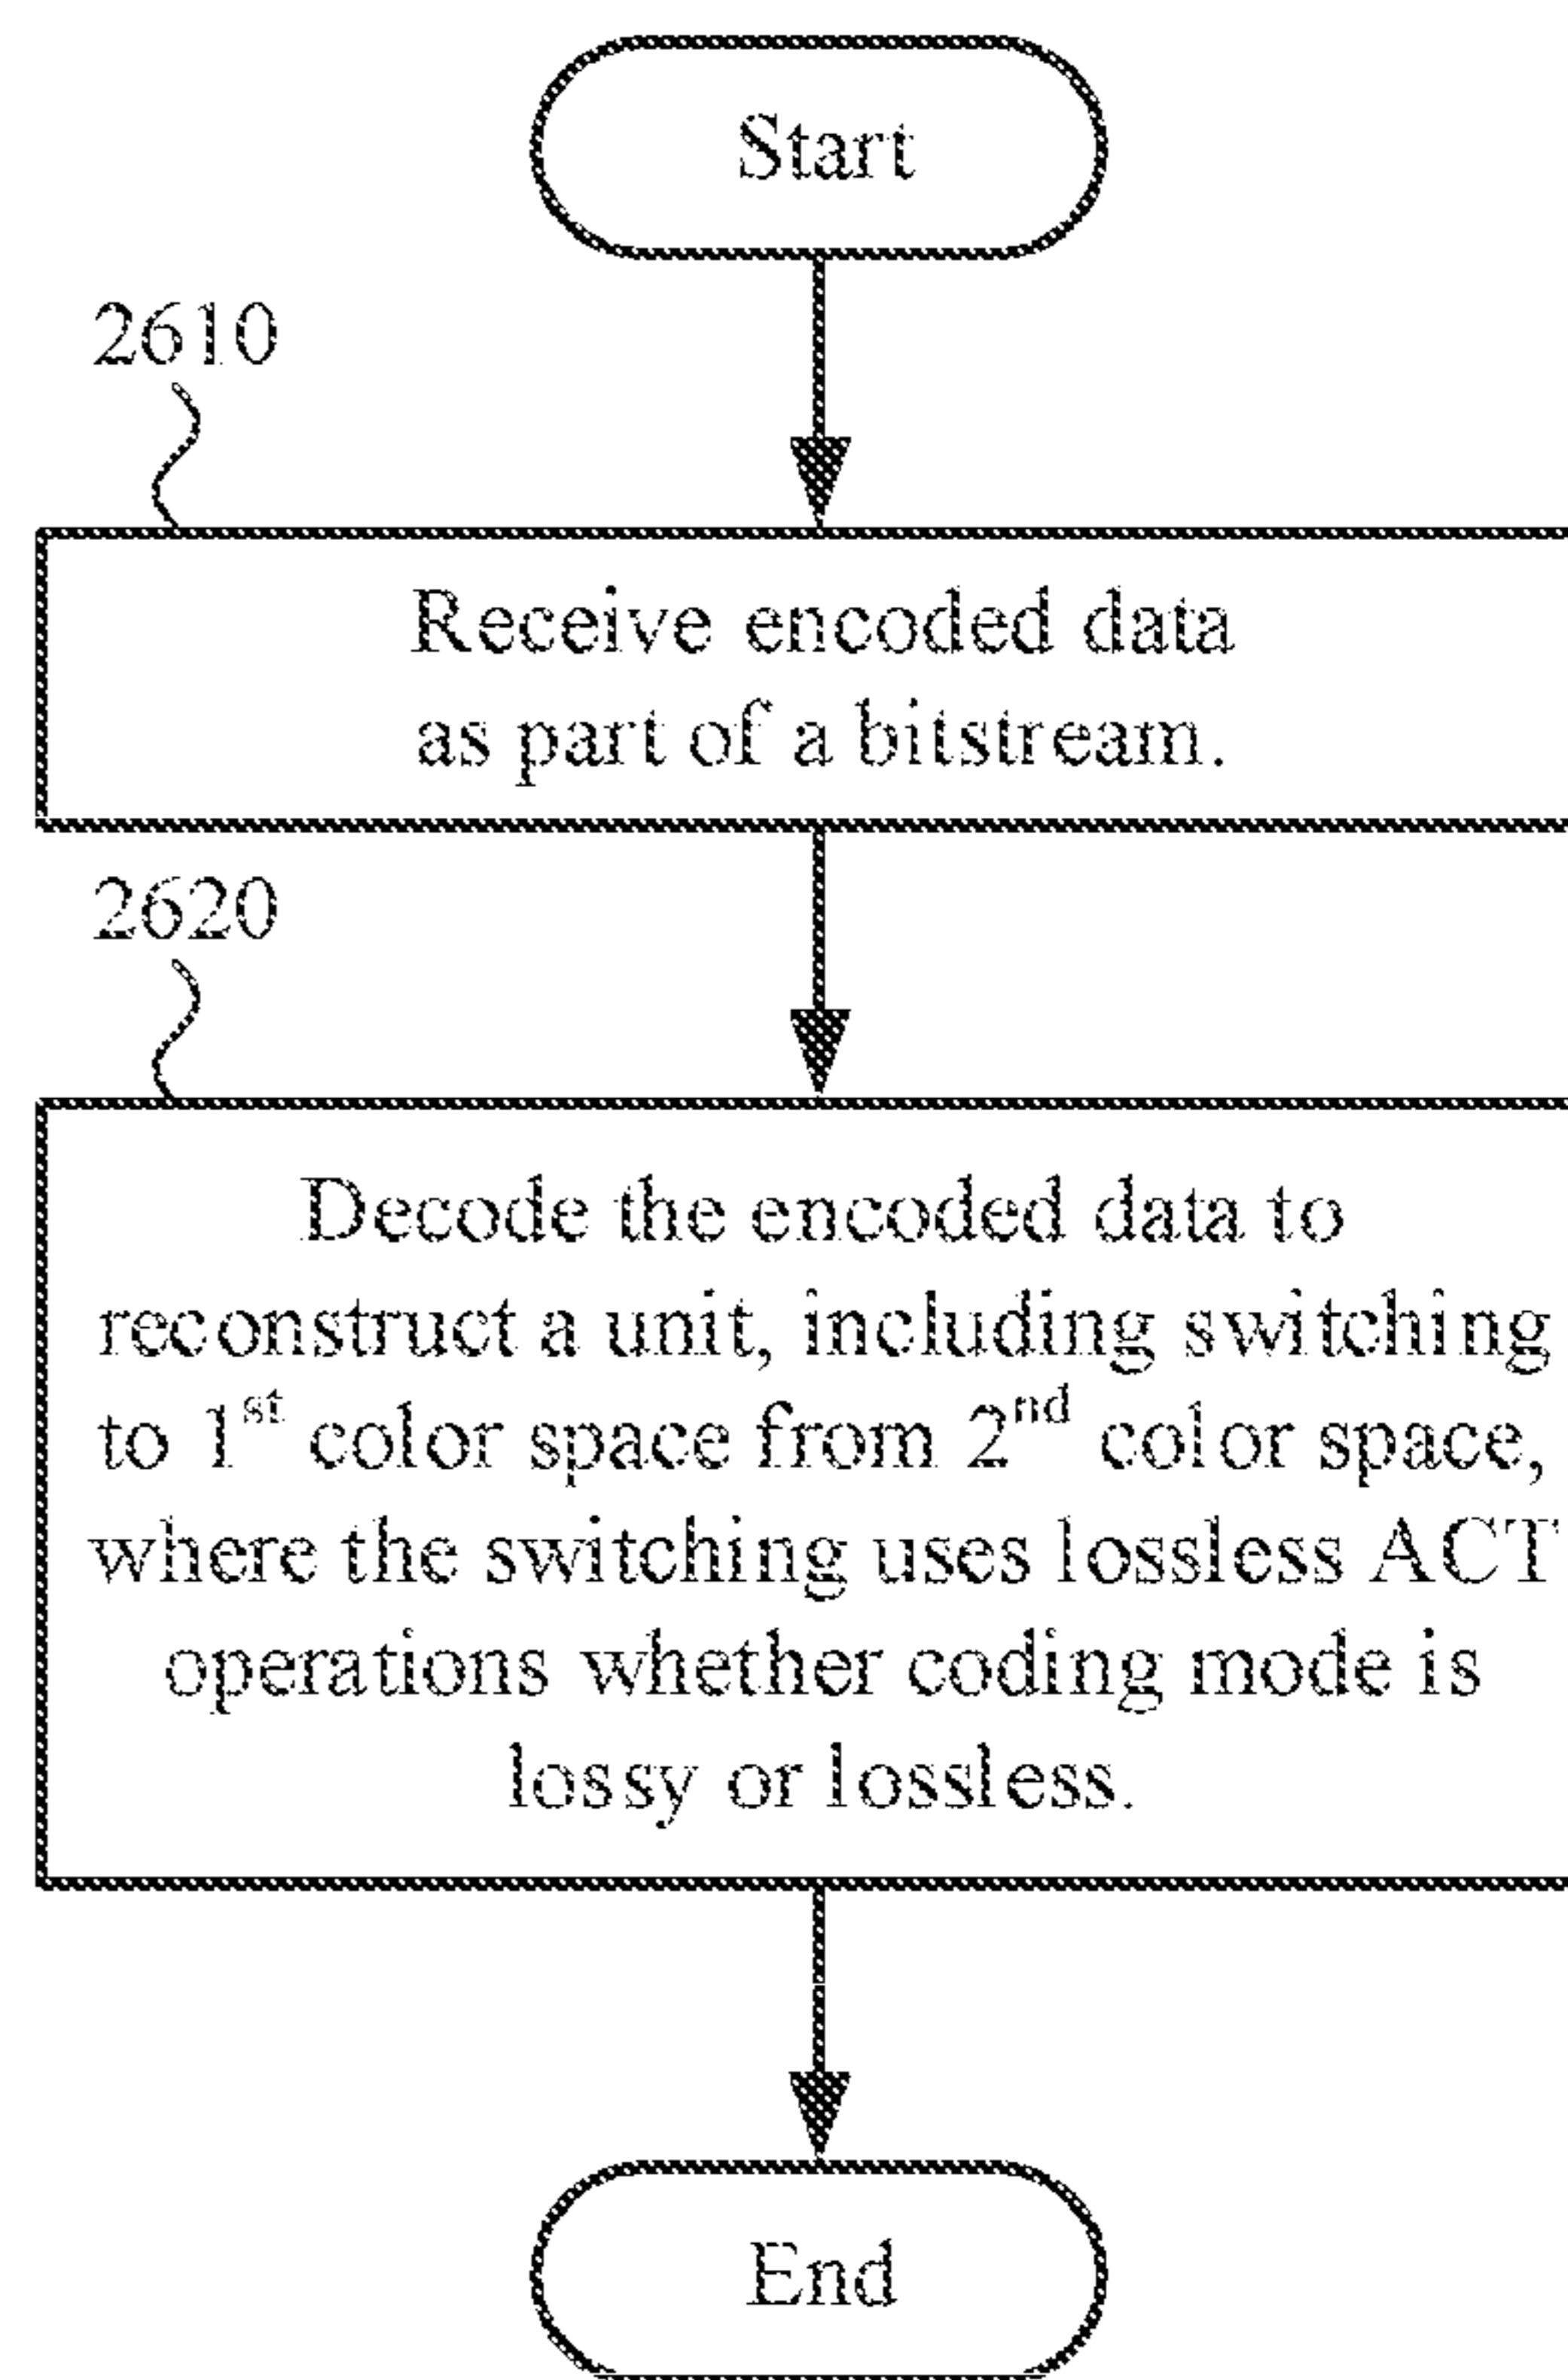 Start
2610
Receive encoded data
as part of a bitstream.
2620
Decode the encoded data to
reconstruct a unit, including switching
to 1st color space from 2nd color space,
where the switching uses lossless ACT
operations whether coding mode is
lossy or lossless.
End